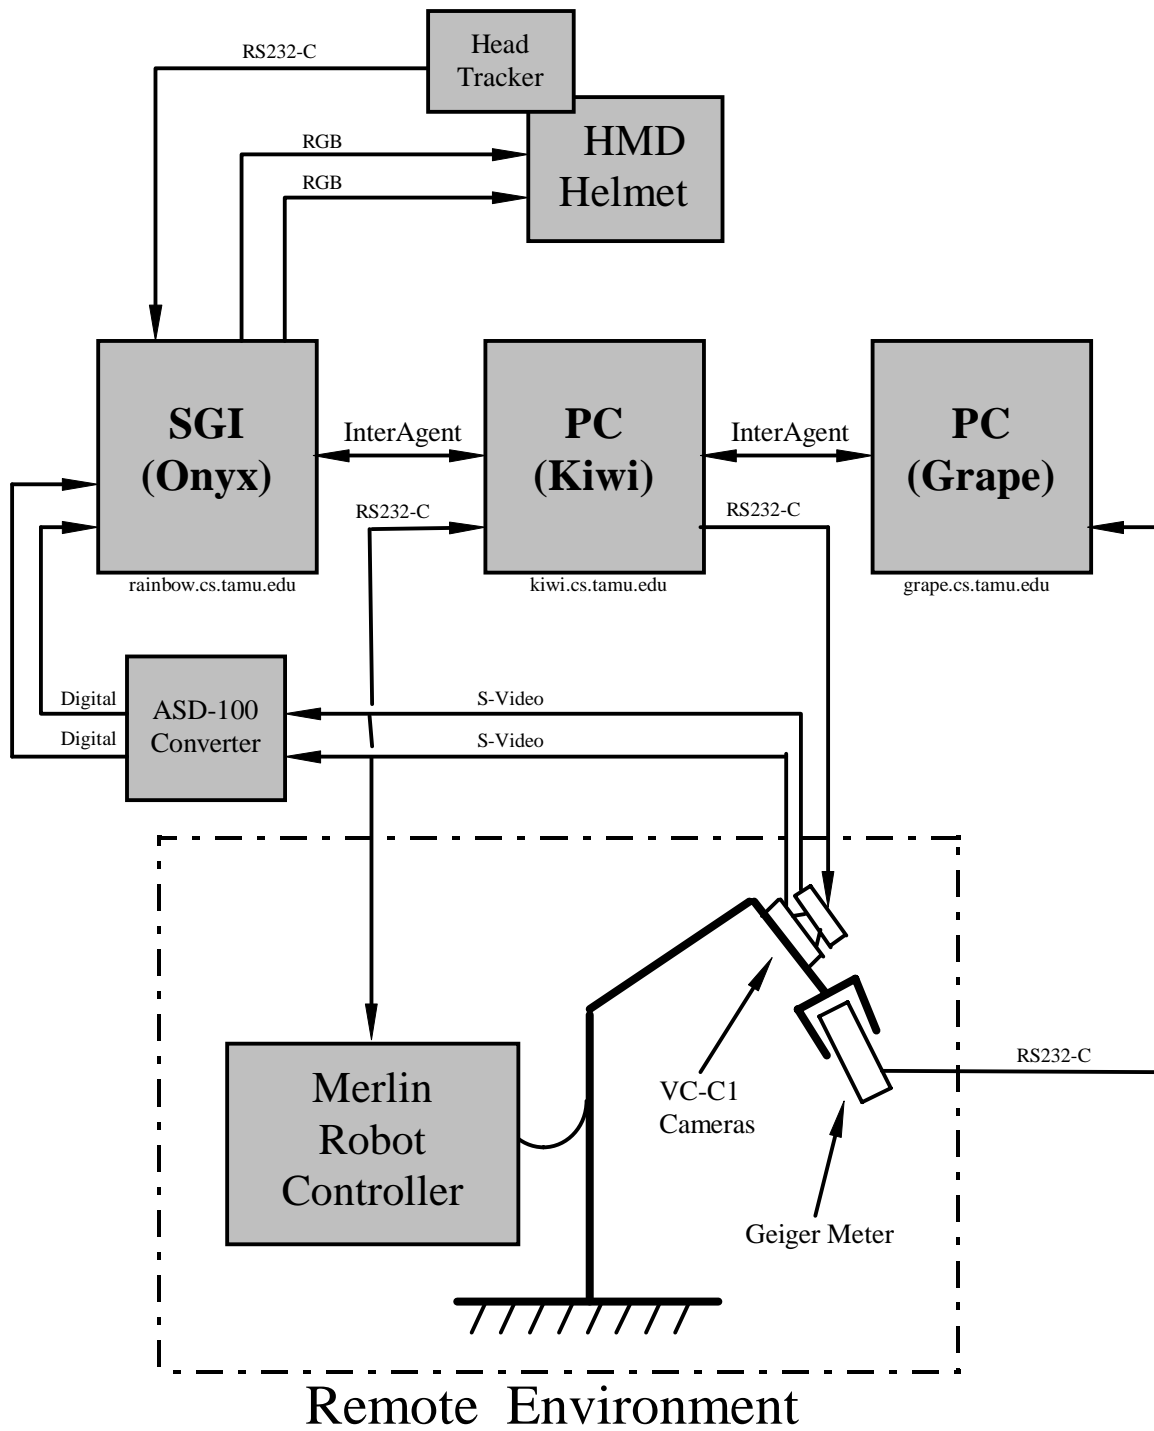 Head
Tracker
RS232-C
HMD
Helmet
RGB
RGB
SGI
(Onyx)
InterAgent
PC
(Kiwi)
InterAgent
PC
(Grape)
RS232-C
RS232-C
rainbow.cs.tamu.edu
kiwi.cs.tamu.edu
grape.cs.tamu.edu
Digital
Digital
ASD-100
Converter
S-Video
S-Video
Merlin
Robot
Controller
VC-C1
Cameras
RS232-C
Geiger Meter
Remote Environment